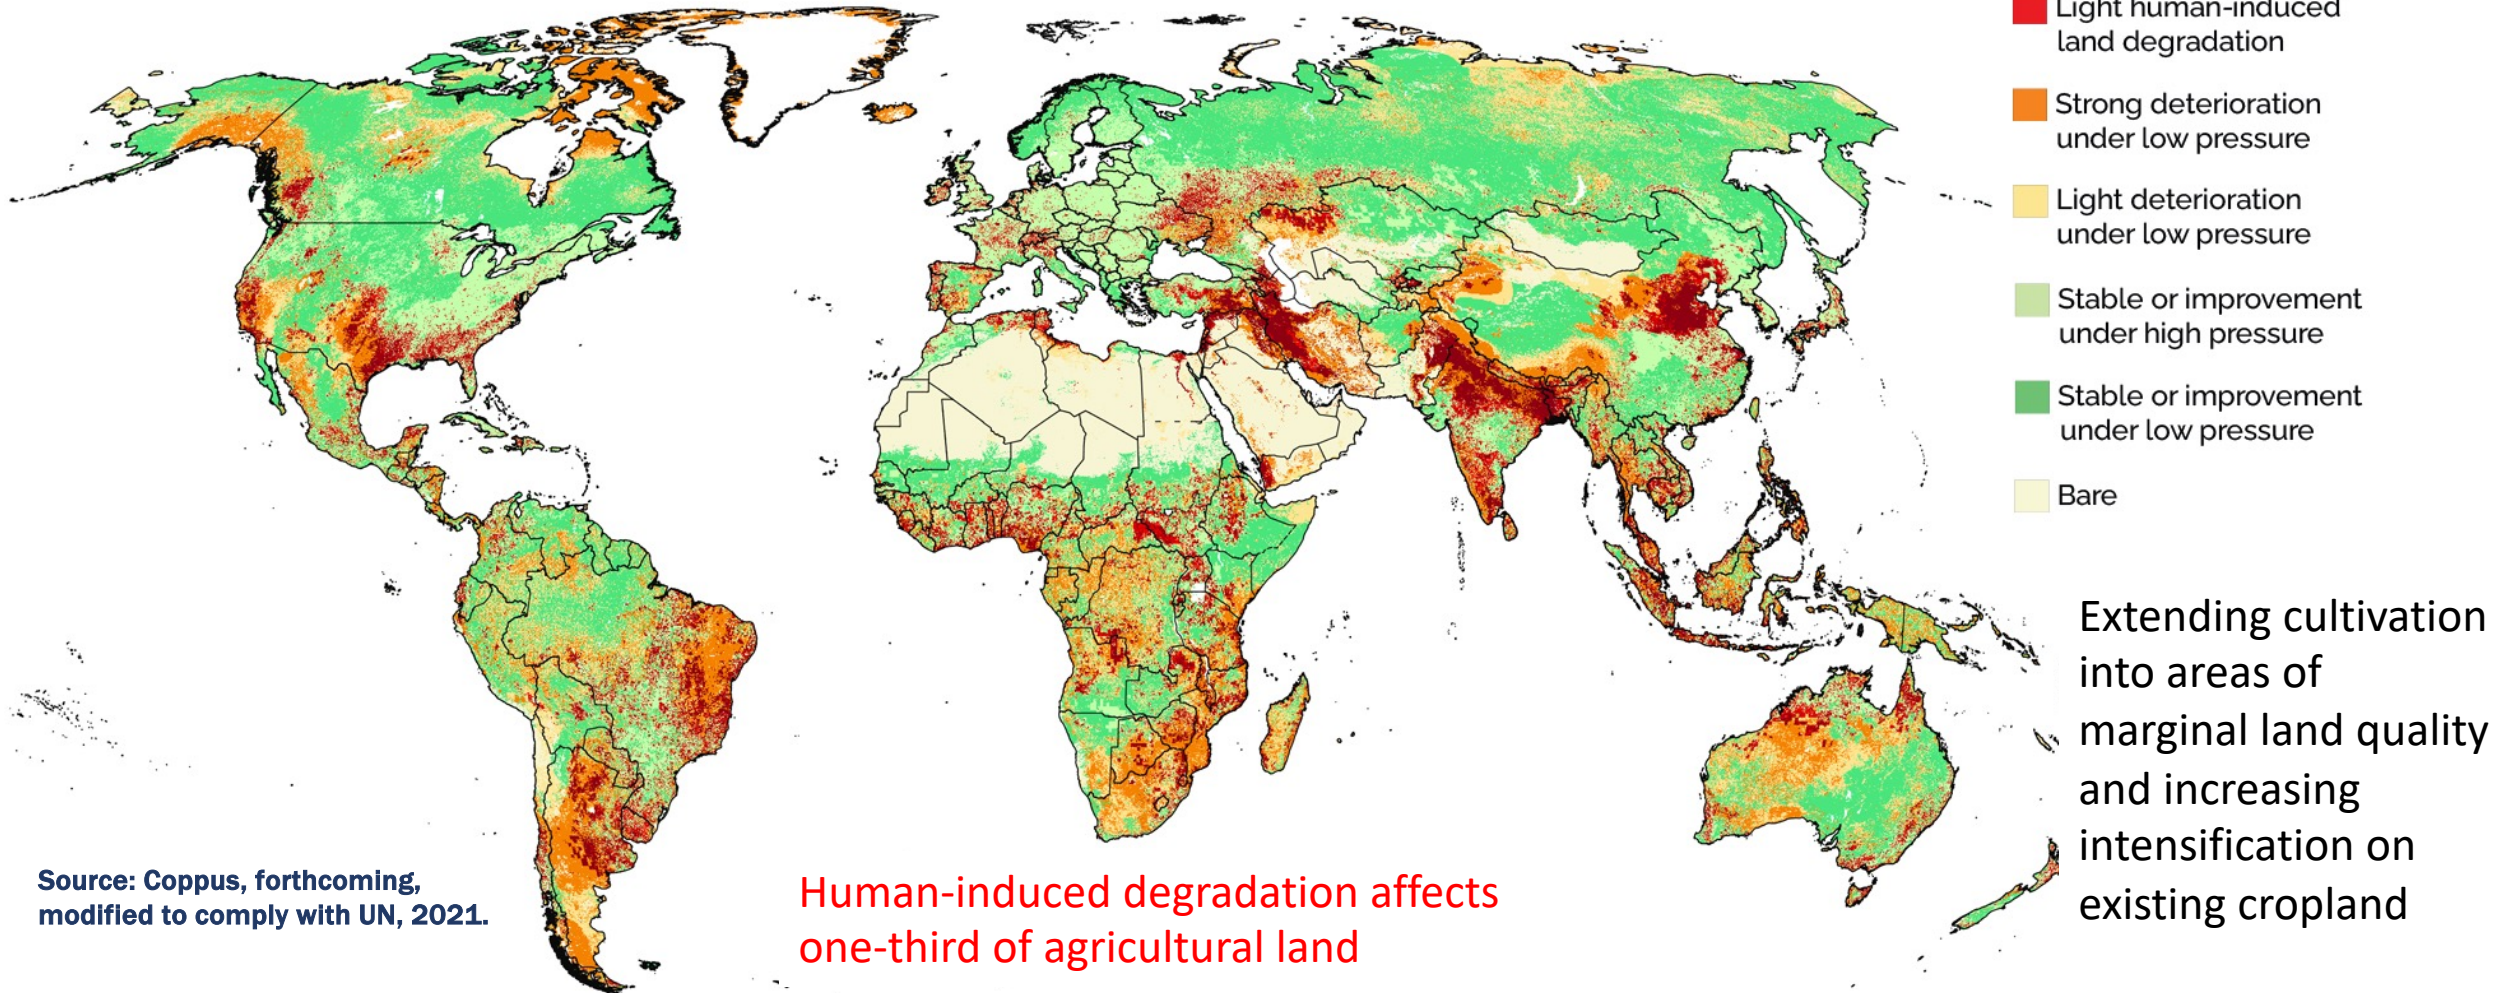 Light human-induced
land degradation
Strong deterioration
under low pressure
Light deterioration
under low pressure
Stable or improvement
under high pressure
Stable or improvement
under low pressure
Bare
Extending cultivation
into areas of
marginal land quality
and increasing
intensification on
existing cropland
Source: Coppus, forthcoming,
modified to comply with UN, 2021.
Human-induced degradation affects
one-third of agricultural land